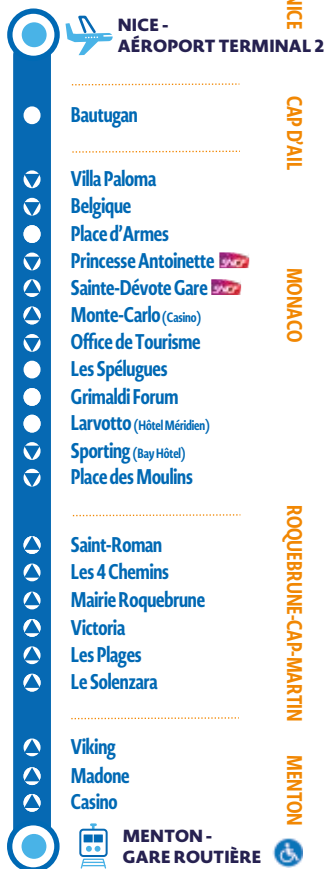 NICE
NICE -
AÉROPORT TERMINAL 2
CAP D'AIL
Bautugan
MONACO
Villa Paloma
Belgique
Place d'Armes
Princesse Antoinette SNCF
Sainte-Dévote Gare SNCF
Monte-Carlo (Casino)
Office de Tourisme
Les Spélugues
Grimaldi Forum
Larvotto (Hôtel Méridien)
Sporting (Bay Hôtel)
Place des Moulins
ROQUEBRUNE-CAP-MARTIN
Saint-Roman
Les 4 Chemins
Mairie Roquebrune
Victoria
Les Plages
Le Solenzara
MENTON
Viking
Madone
Casino
MENTON -
GARE ROUTIÈRE